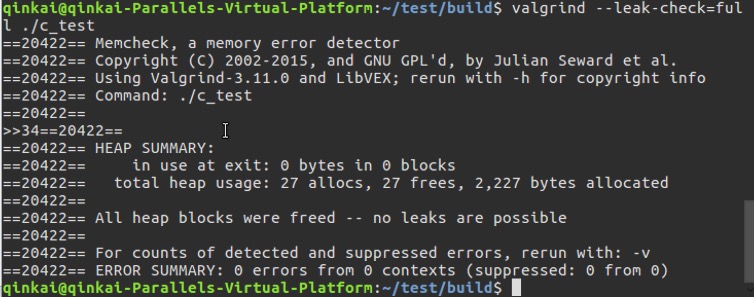 qinkai@qinkai-Parallels-Virtual-Platform:~/test/build$ valgrind --leak-check=ful
l ./c_test
==20422== Memcheck, a memory error detector
==20422== Copyright (C) 2002-2015, and GNU GPL'd, by Julian Seward et al.
==20422== Using Valgrind-3.11.0 and LibVEX; rerun with -h for copyright info
==20422== Command: ./c_test
==20422==
>>34==20422==
==20422== HEAP SUMMARY:
==20422==     in use at exit: 0 bytes in 0 blocks
==20422==   total heap usage: 27 allocs, 27 frees, 2,227 bytes allocated
==20422==
==20422== All heap blocks were freed -- no leaks are possible
==20422==
==20422== For counts of detected and suppressed errors, rerun with: -v
==20422== ERROR SUMMARY: 0 errors from 0 contexts (suppressed: 0 from 0)
qinkai@qinkai-Parallels-Virtual-Platform:~/test/build$